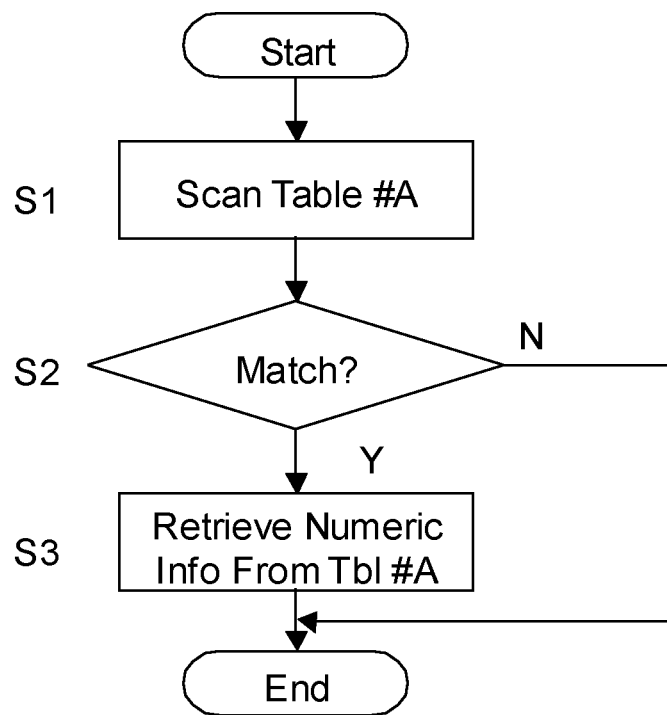 Start
S1
Scan Table #A
S2
Match?
N
Y
S3
Retrieve Numeric
Info From Tbl #A
End